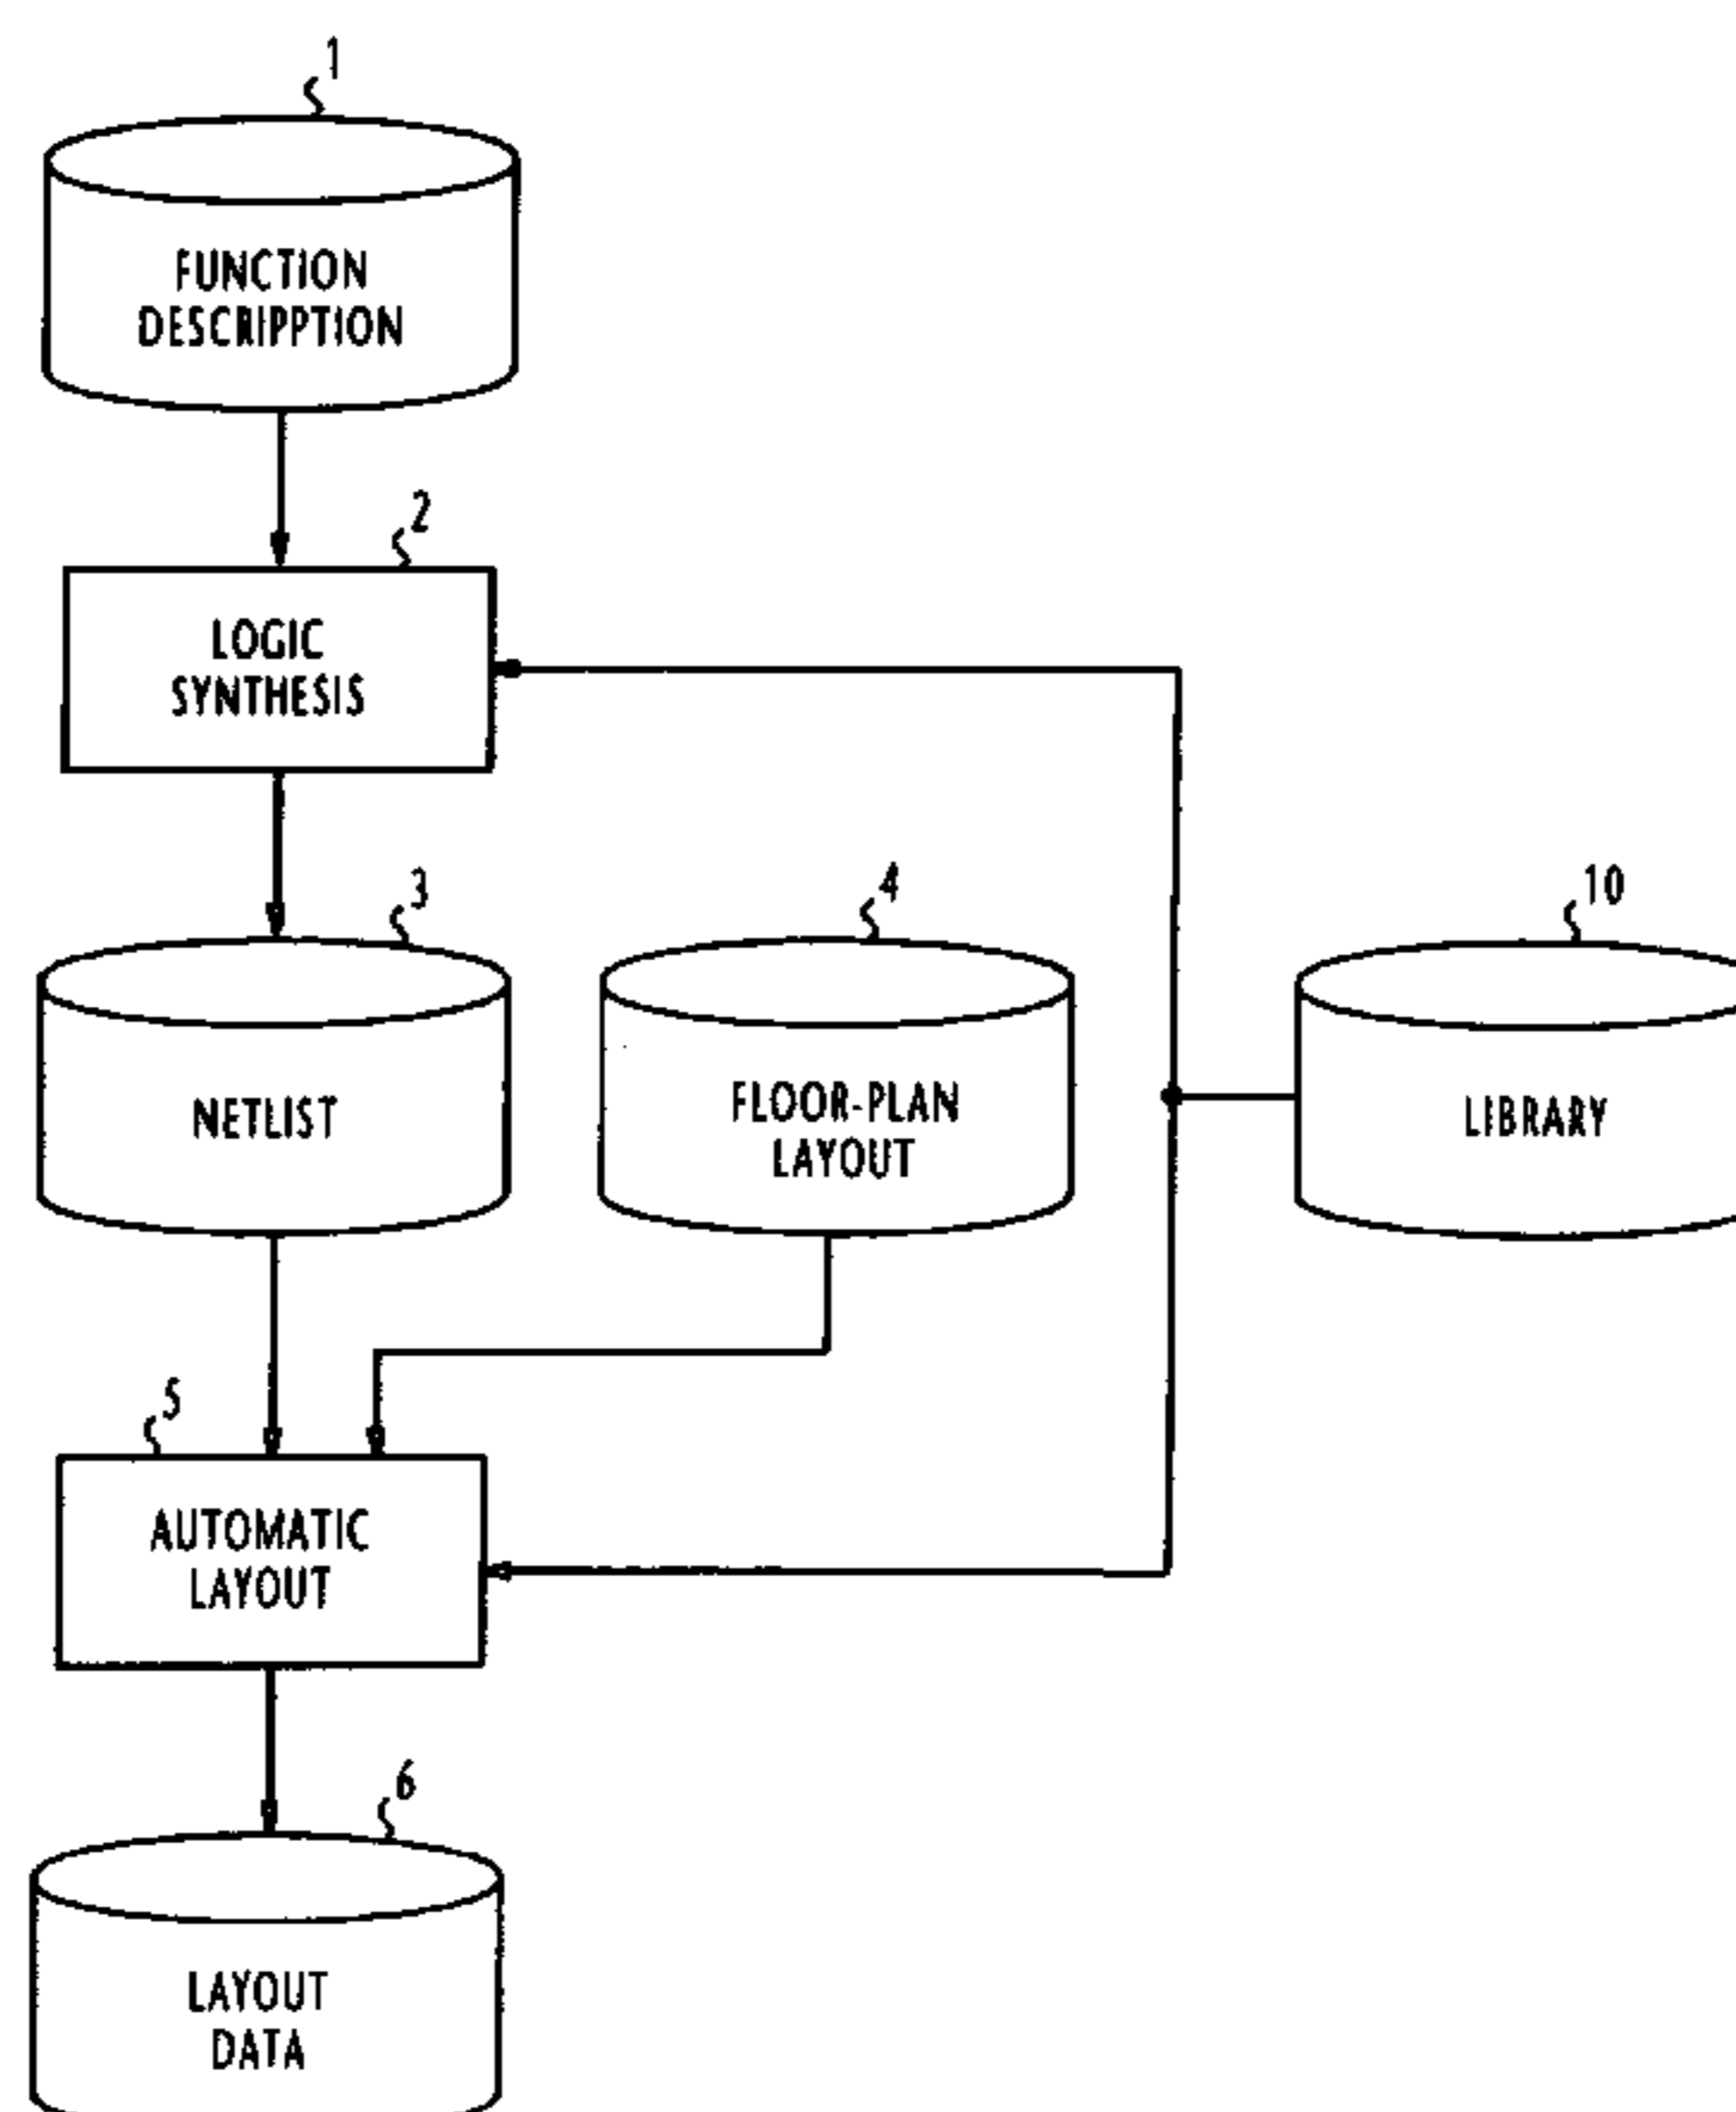 1
FUNCTION
DESCRIPPTION
2
LOGIC
SYNTHESIS
3
4
10
NETLIST
FLOOR-PLAN
LAYOUT
LIBRARY
5
AUTOMATIC
LAYOUT
6
LAYOUT
DATA